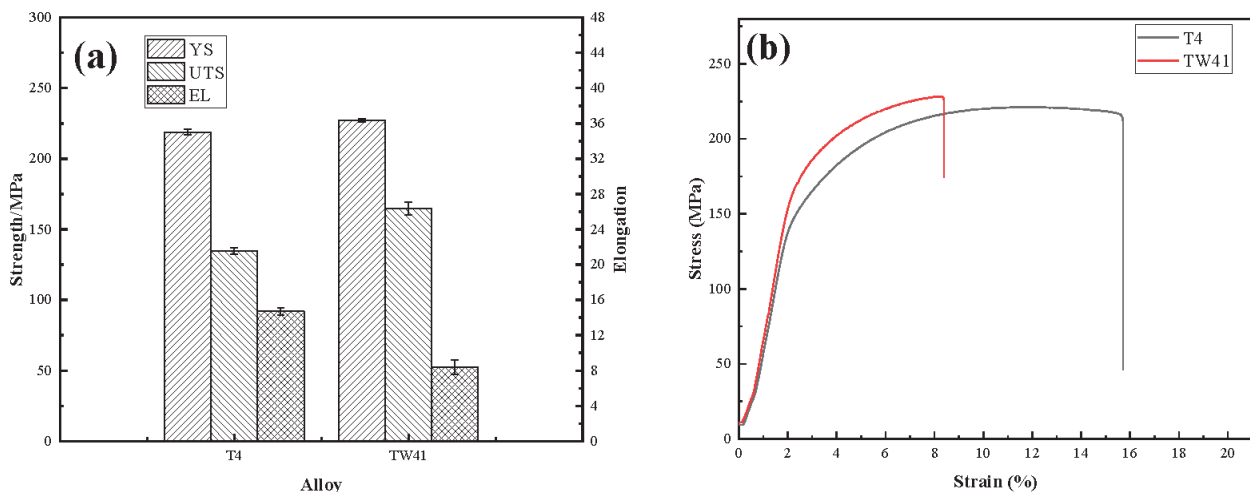 (a)
YS
UTS
EL
300
250
200
150
100
50
0
Strength/MPa
48
44
40
36
32
28
24
20
16
12
8
4
0
Elongation
T4
TW41
Alloy
(b)
T4
TW41
250
200
150
100
50
0
Stress (MPa)
0 2 4 6 8 10 12 14 16 18 20
Strain (%)